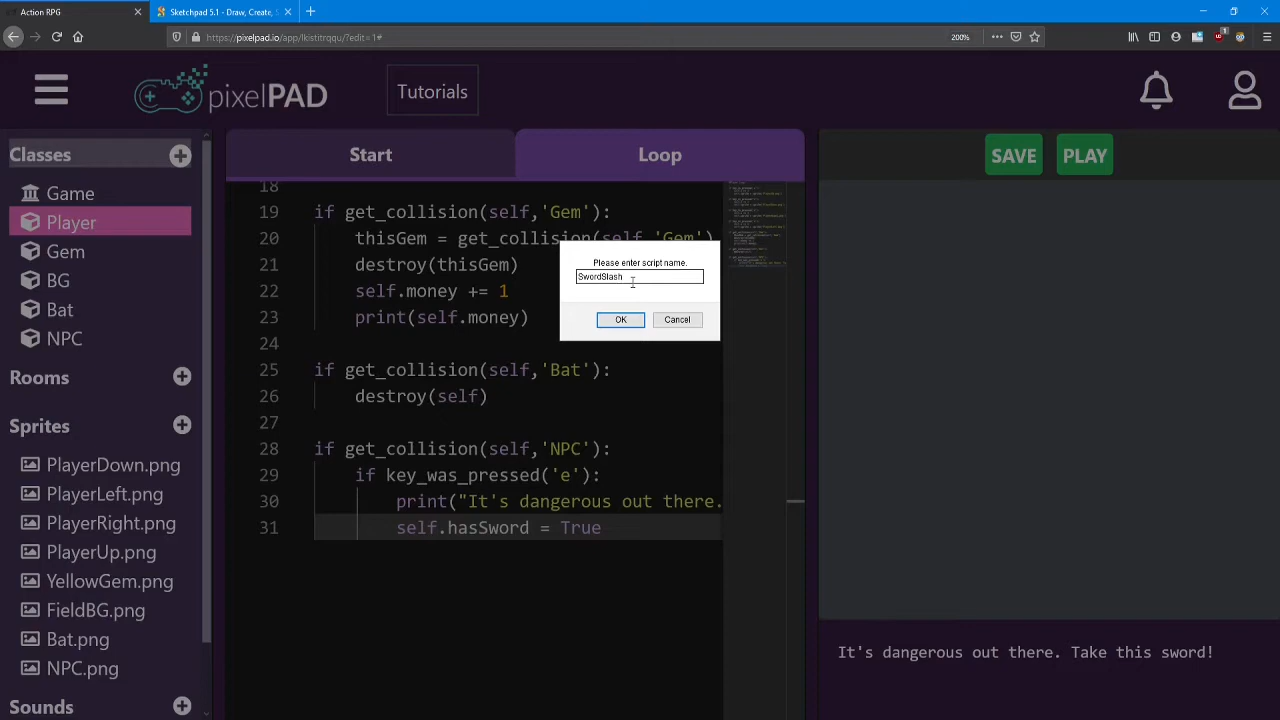 Action RPG
Sketchpad 5.1 - Draw, Create, S
https://pixelpad.io/app/lkistitrqqu/?edit=1#
200%
pixelPAD
Tutorials
Classes
Game
Player
Gem
BG
Bat
NPC
Rooms
Sprites
PlayerDown.png
PlayerLeft.png
PlayerRight.png
PlayerUp.png
YellowGem.png
FieldBG.png
Bat.png
NPC.png
Sounds
Start
Loop
18
19 if get_collision(self,'Gem'):
20 thisGem = get_collision(self,'Gem')
21 destroy(thisGem)
22 self.money += 1
23 print(self.money)
24
25 if get_collision(self,'Bat'):
26 destroy(self)
27
28 if get_collision(self,'NPC'):
29 if key_was_pressed('e'):
30 print("It's dangerous out there.
31 self.hasSword = True
Please enter script name.
SwordSlash
OK
Cancel
SAVE
PLAY
It's dangerous out there. Take this sword!